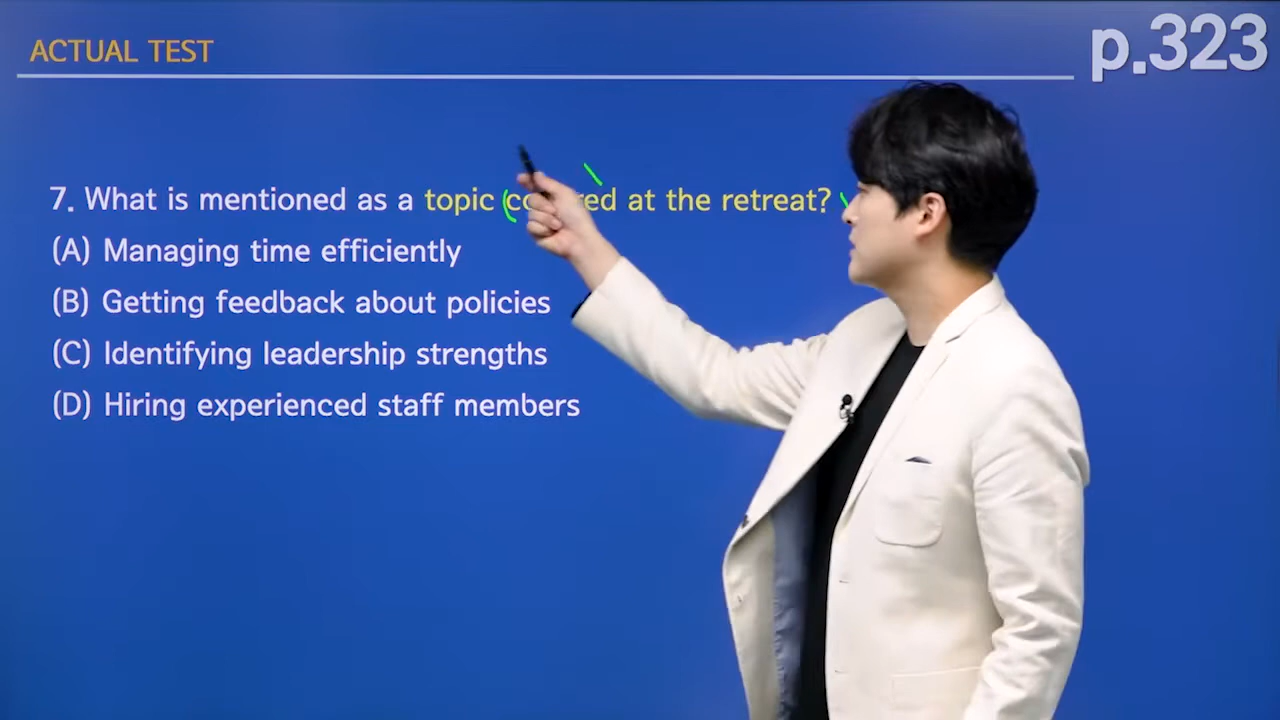 ACTUAL TEST
p.323
7. What is mentioned as a topic covered at the retreat?
(A) Managing time efficiently
(B) Getting feedback about policies
(C) Identifying leadership strengths
(D) Hiring experienced staff members